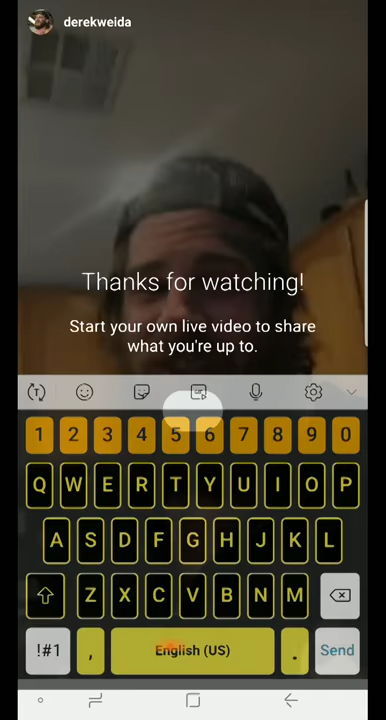 derekweida
Thanks for watching!
Start your own live video to share
what you're up to.
T
GIF
1 2 3 4 5 6 7 8 9 0
Q W E R T Y U I O P
A S D F G H J K L
Z X C V B N M
!#1 , English (US) . Send